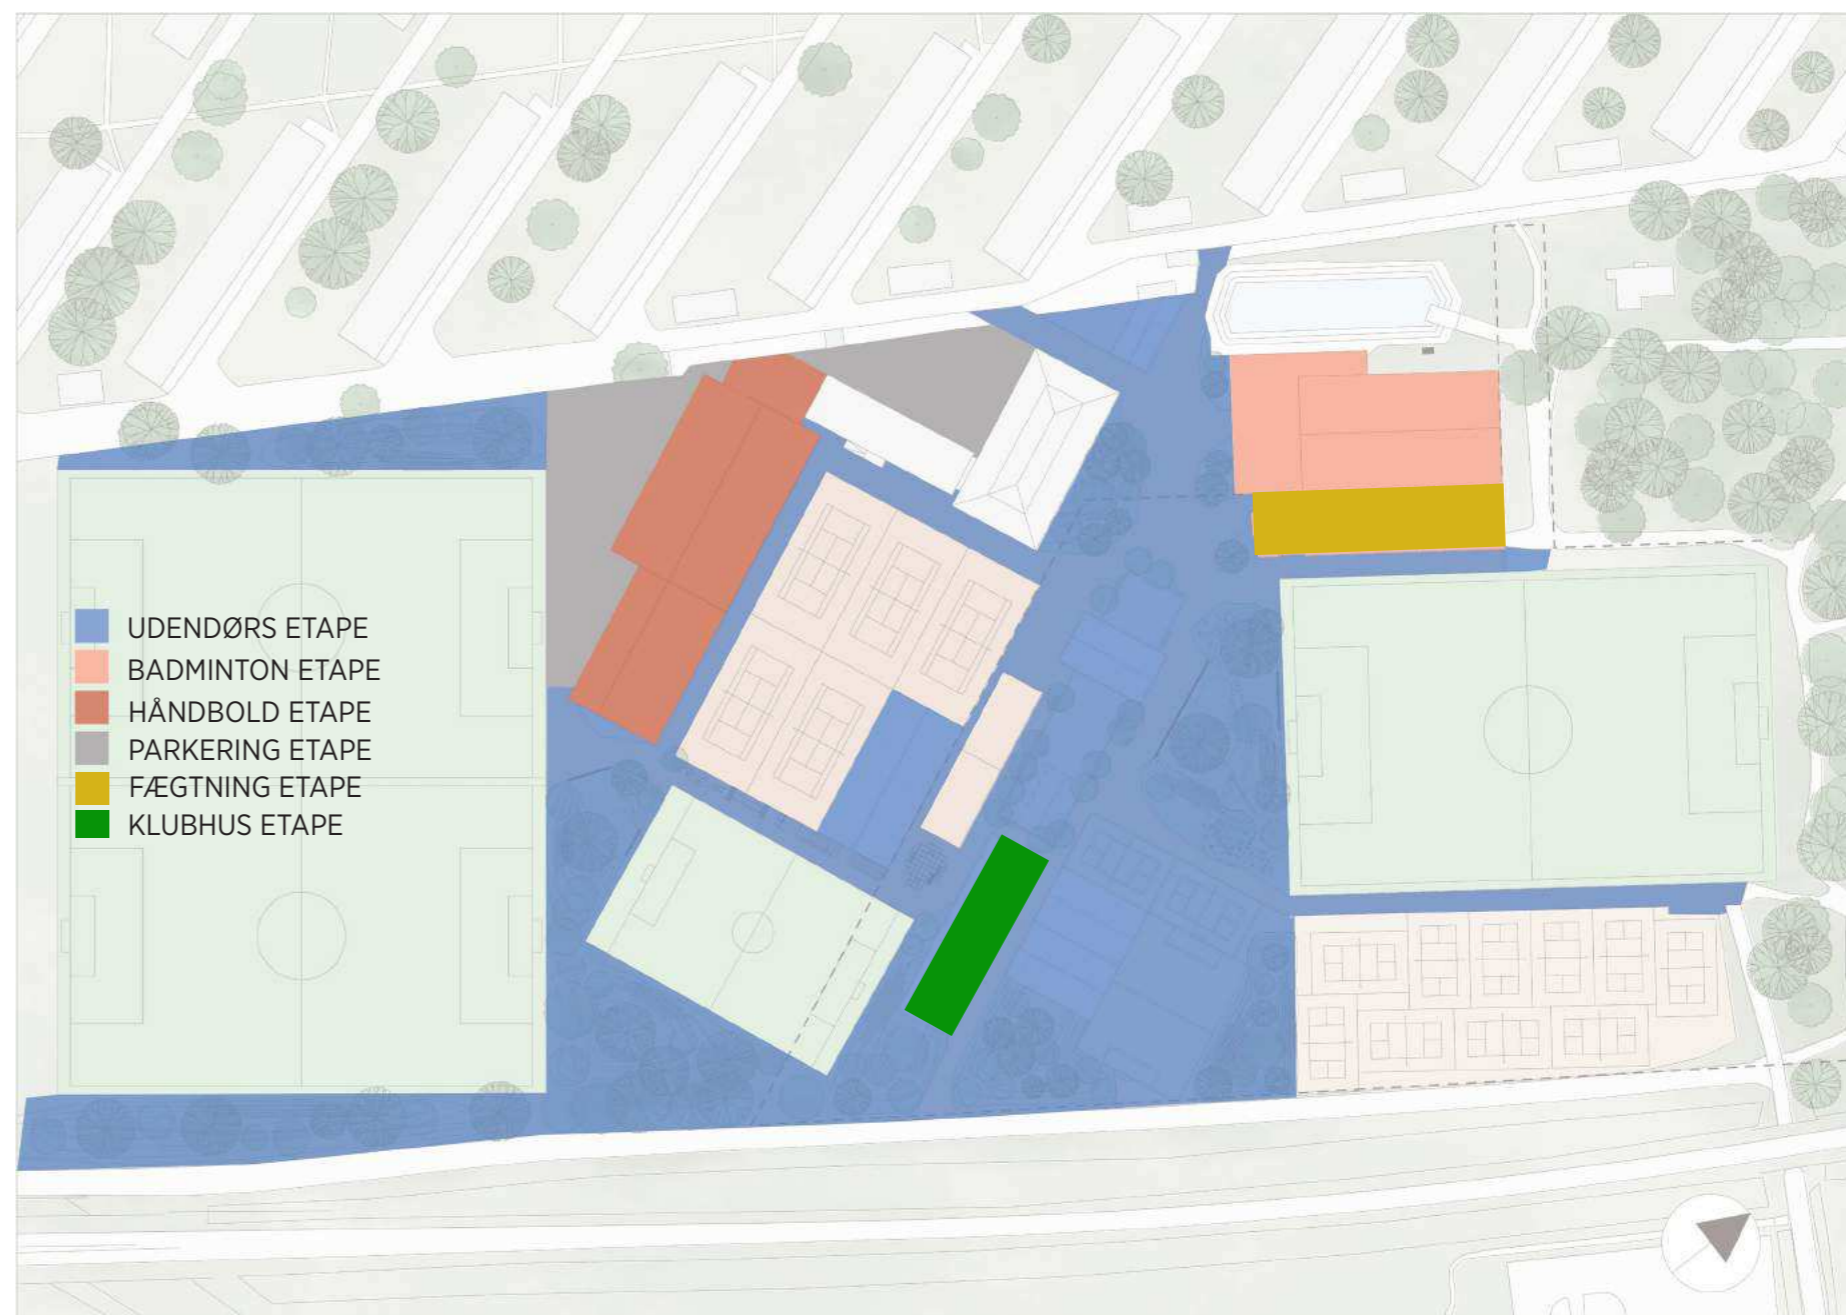 UDENDØRS ETAPE
BADMINTON ETAPE
HÅNDBOLD ETAPE
PARKERING ETAPE
FÆGTNING ETAPE
KLUBHUS ETAPE